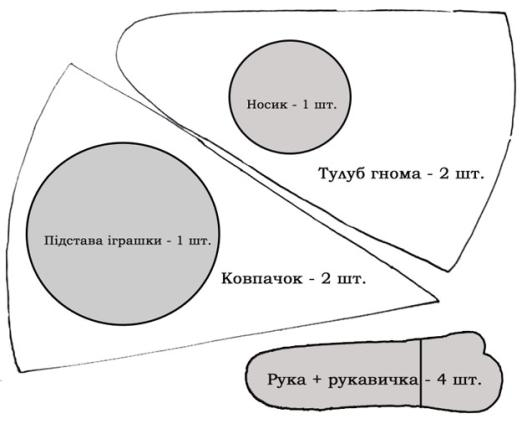 Носик - 1 шт.
Тулуб гнома - 2 шт.
Підстава іграшки - 1 шт.
Ковпачок - 2 шт.
Рука + рукавичка - 4 шт.